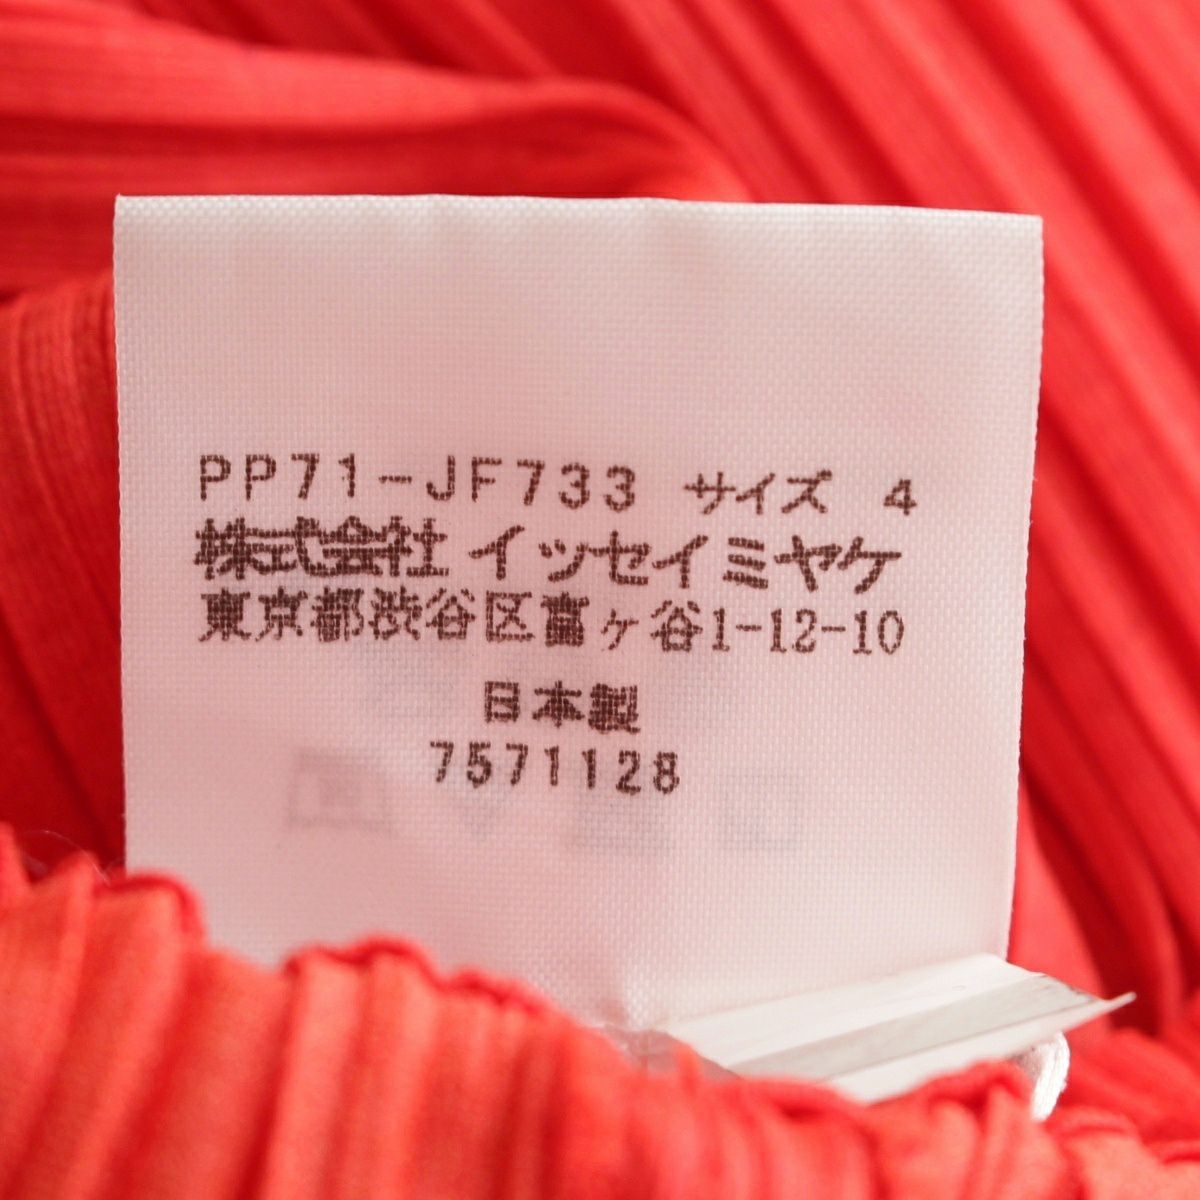 PP71-JF733 サイズ 4
株式会社 イッセイミヤケ
東京都渋谷区富ヶ谷1-12-10
日本製
7571128